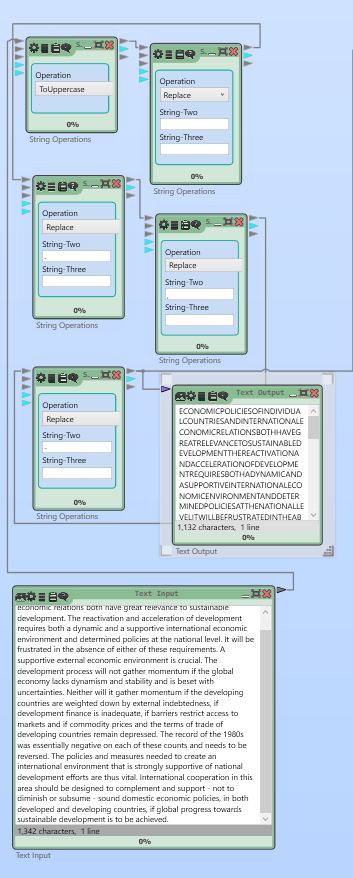 S..
S..
Operation
ToUppercase
Operation
Replace
String-Two
String-Three
0%
String Operations
0%
String Operations
S..
Operation
Replace
String-Two
.
String-Three
0%
String Operations
S..
Operation
Replace
String-Two
,
String-Three
0%
String Operations
S..
Operation
Replace
String-Two
-
String-Three
0%
String Operations
Text Output
ECONOMICPOLICIESOFINDIVIDUA
LCOUNTRIESANDINTERNATIONALE
CONOMICRELATIONSBOTHHAVEG
REATRELEVANCETOSUSTAINABLED
EVELOPMENTTHEREACTIVATIONA
NDACCELERATIONOFDEVELOPME
NTREQUIRESBOTHADYNAMICAND
ASUPPORTIVEINTERNATIONALECO
NOMICENVIRONMENTANDDETER
MINEDPOLICIESATTHENATIONALLE
VELITWILLBEFRUSTRATEDINTHEAB
1,132 characters, 1 line
0%
Text Output
Text Input
economic relations both have great relevance to sustainable
development. The reactivation and acceleration of development
requires both a dynamic and a supportive international economic
environment and determined policies at the national level. It will be
frustrated in the absence of either of these requirements. A
supportive external economic environment is crucial. The
development process will not gather momentum if the global
economy lacks dynamism and stability and is beset with
uncertainties. Neither will it gather momentum if the developing
countries are weighted down by external indebtedness, if
development finance is inadequate, if barriers restrict access to
markets and if commodity prices and the terms of trade of
developing countries remain depressed. The record of the 1980s
was essentially negative on each of these counts and needs to be
reversed. The policies and measures needed to create an
international environment that is strongly supportive of national
development efforts are thus vital. International cooperation in this
area should be designed to complement and support - not to
diminish or subsume - sound domestic economic policies, in both
developed and developing countries, if global progress towards
sustainable development is to be achieved.
1,342 characters, 1 line
0%
Text Input